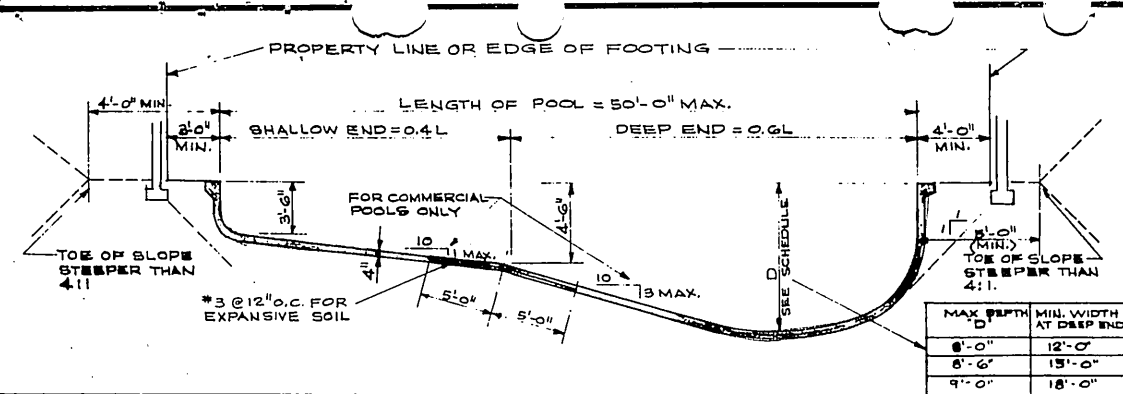 PROPERTY LINE OR EDGE OF FOOTING
4'-0" MIN.
LENGTH OF POOL = 50'-0" MAX.
SHALLOW END = 0.4L
DEEP END = 0.6L
4'-0"
MIN.
MIN.
3'-6"
FOR COMMERCIAL
POOLS ONLY
4'-6"
D
SEE SCHEDULE
1
1
(MIN.)
TOE OF SLOPE
STEEPER THAN
4:1
TOE OF SLOPE
STEEPER THAN
4:1.
10
1 MAX.
4"
10
3 MAX.
#3 @ 12" O.C. FOR
EXPANSIVE SOIL
5'-0"
5'-0"
MAX DEPTH "D"
MIN. WIDTH AT DEEP END
8'-0" 12'-0"
8'-6" 15'-0"
9'-0" 18'-0"